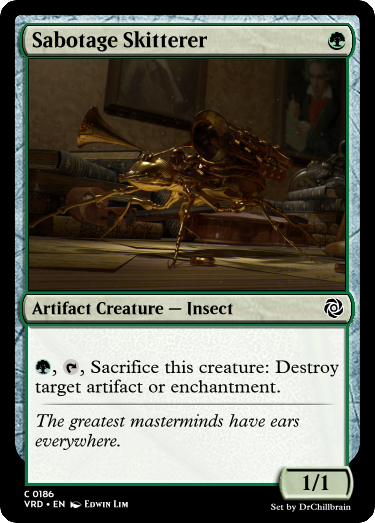 Sabotage Skitterer
Artifact Creature — Insect
, , Sacrifice this creature: Destroy
target artifact or enchantment.
The greatest masterminds have ears
everywhere.
1/1
C 0186
VRD • EN Edwin Lim
Set by DrChillbrain